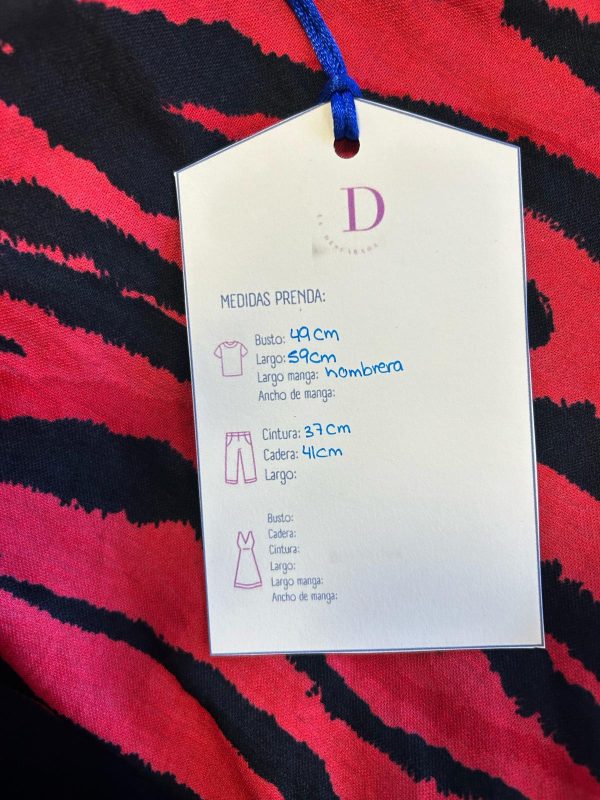 D
MEDIDAS PRENDA:
Busto: 49cm
Largo: 59cm
Largo manga: hombrera
Ancho de manga:
Cintura: 37cm
Cadera: 41cm
Largo:
Busto:
Cadera:
Cintura:
Largo:
Largo manga:
Ancho de manga: